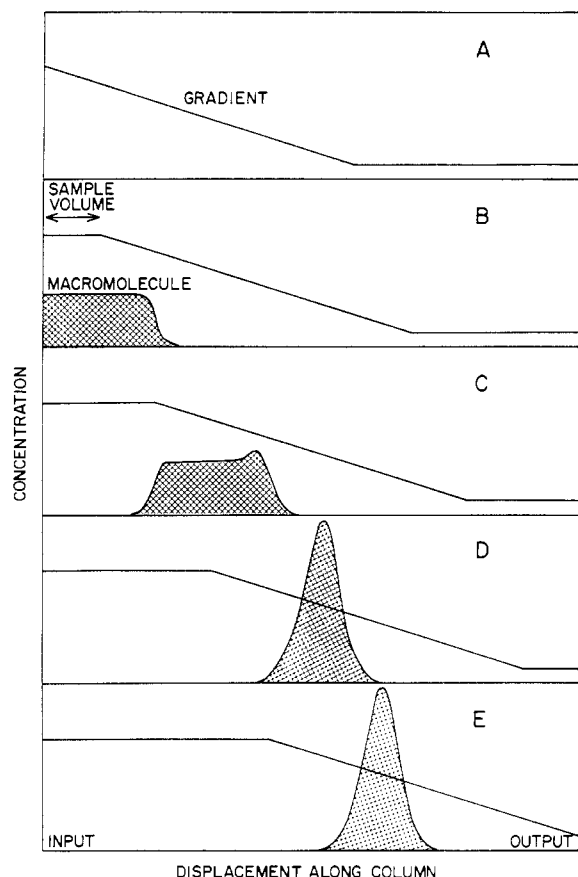 A
GRADIENT
SAMPLE
VOLUME
B
MACROMOLECULE
C
CONCENTRATION
D
E
INPUT
OUTPUT
DISPLACEMENT ALONG COLUMN